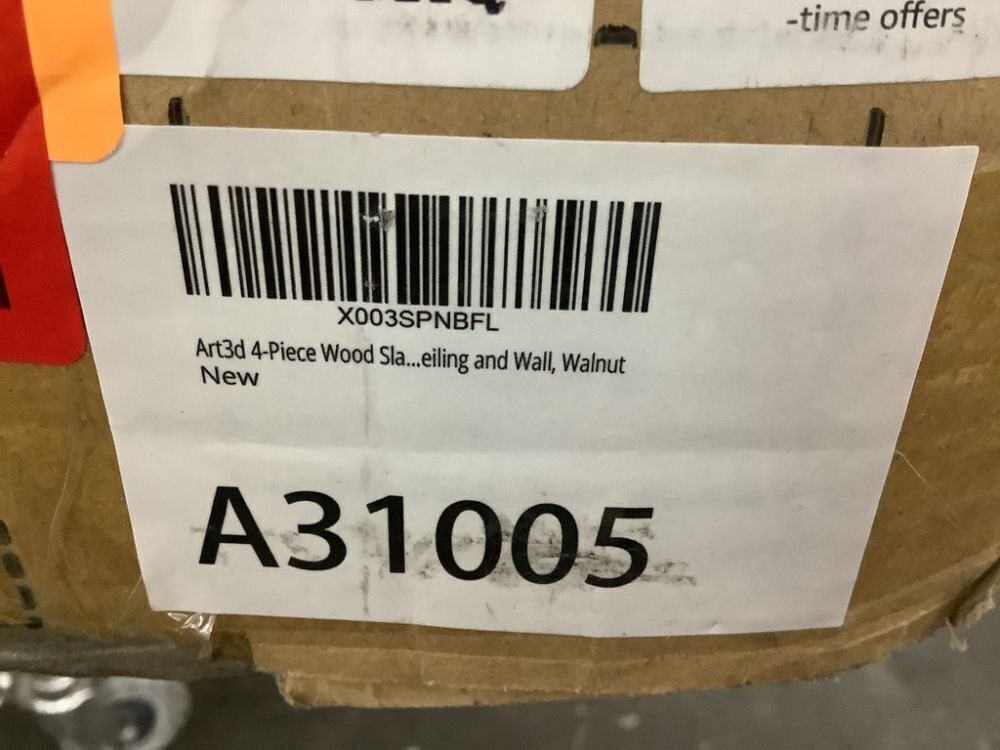 -time offers
X003SPNBFL
Art3d 4-Piece Wood Sla...eiling and Wall, Walnut
New
A31005